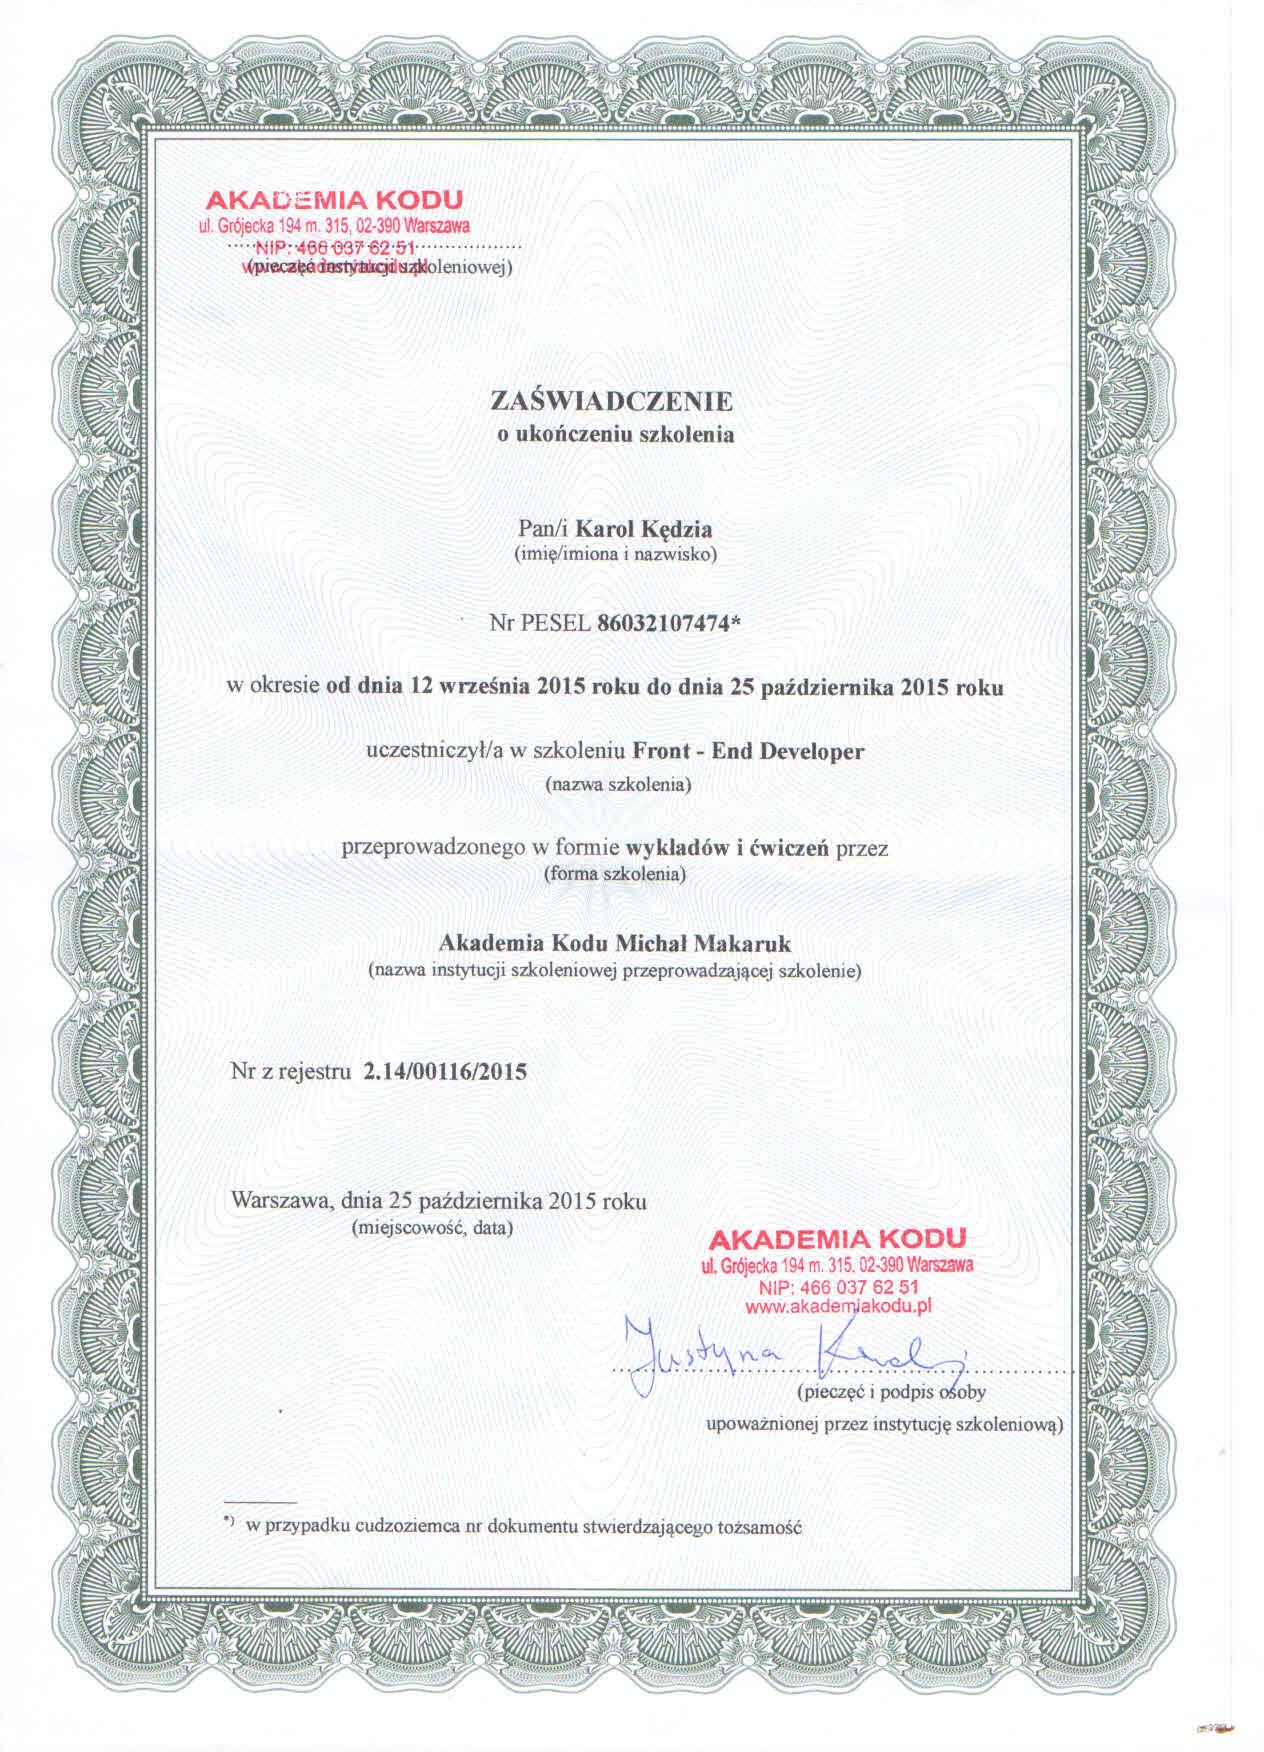 AKADEMIA KODU
ul. Grójecka 194 m. 315, 02-390 Warszawa
NIP: 466 037 62 51
www.akademiakodu.pl
(pieczęć instytucji szkoleniowej)
ZAŚWIADCZENIE
o ukończeniu szkolenia
Pan/i Karol Kędzia
(imię/imiona i nazwisko)
Nr PESEL 86032107474*
w okresie od dnia 12 września 2015 roku do dnia 25 października 2015 roku
uczestniczył/a w szkoleniu Front - End Developer
(nazwa szkolenia)
przeprowadzonego w formie wykładów i ćwiczeń przez
(forma szkolenia)
Akademia Kodu Michał Makaruk
(nazwa instytucji szkoleniowej przeprowadzającej szkolenie)
Nr z rejestru 2.14/00116/2015
Warszawa, dnia 25 października 2015 roku
(miejscowość, data)
AKADEMIA KODU
ul. Grójecka 194 m. 315, 02-390 Warszawa
NIP: 466 037 62 51
www.akademiakodu.pl
Justyna
(pieczęć i podpis osoby
upoważnionej przez instytucję szkoleniową)
*) w przypadku cudzoziemca nr dokumentu stwierdzającego tożsamość